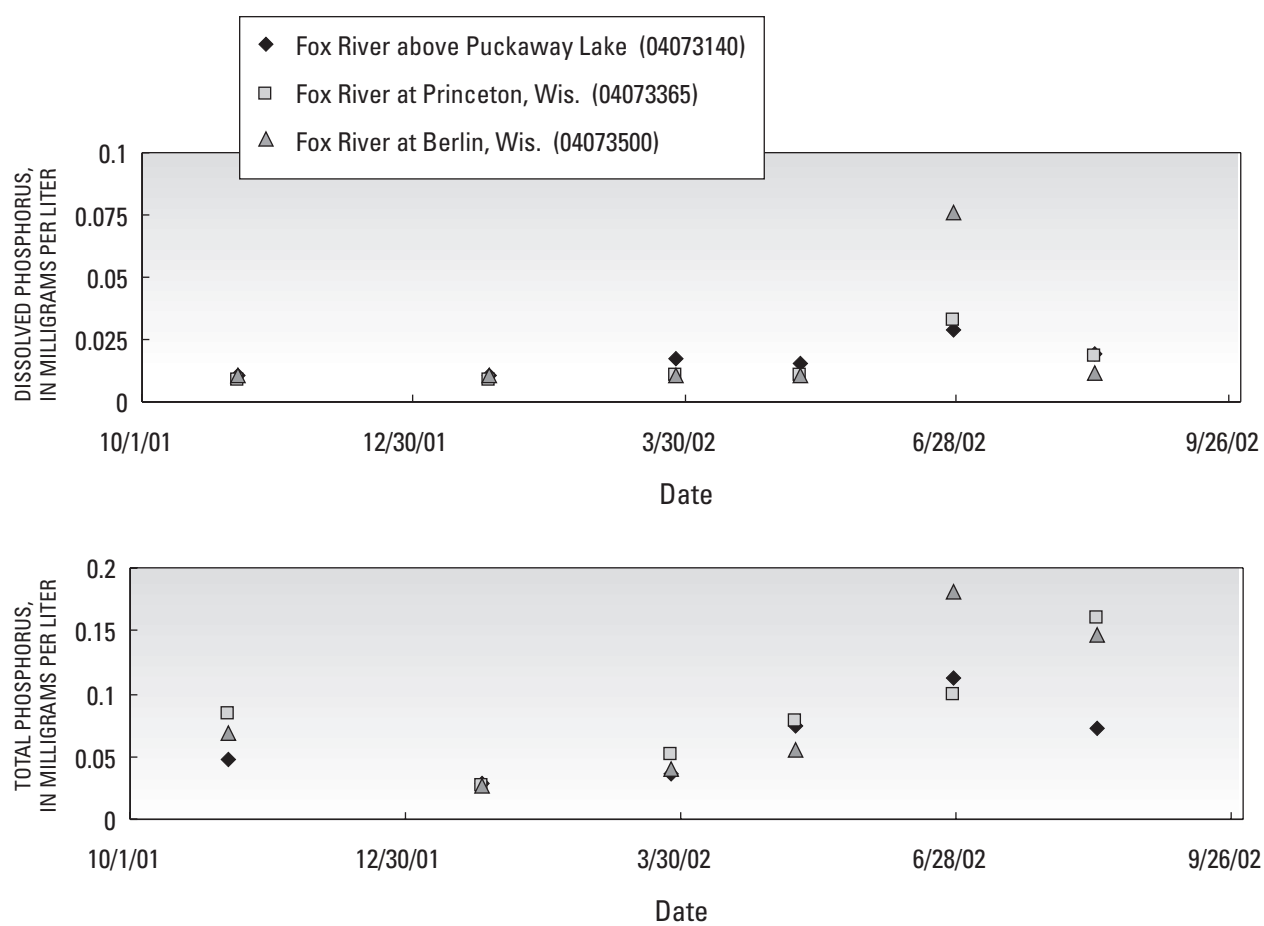 Fox River above Puckaway Lake (04073140)
Fox River at Princeton, Wis. (04073365)
Fox River at Berlin, Wis. (04073500)
DISSOLVED PHOSPHORUS,
IN MILLIGRAMS PER LITER
0.1
0.075
0.05
0.025
0
10/1/01 12/30/01 3/30/02 6/28/02 9/26/02
Date
TOTAL PHOSPHORUS,
IN MILLIGRAMS PER LITER
0.2
0.15
0.1
0.05
0
10/1/01 12/30/01 3/30/02 6/28/02 9/26/02
Date